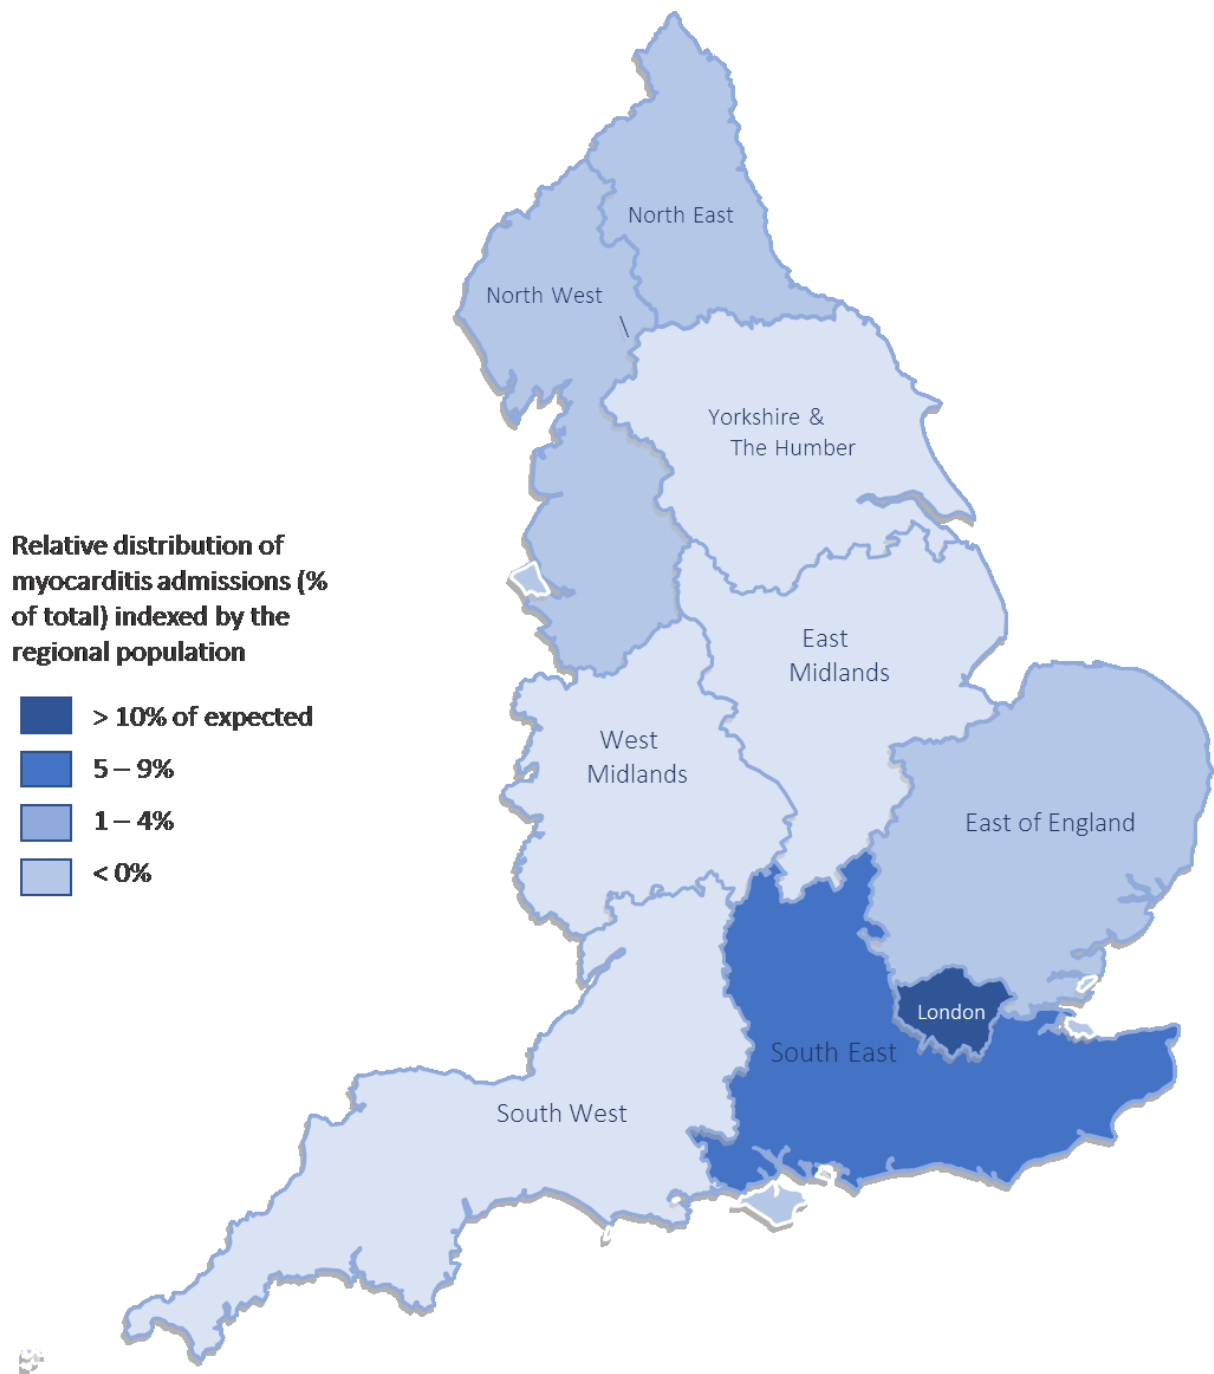 North East
North West
Yorkshire &
The Humber
Relative distribution of
myocarditis admissions (%
of total) indexed by the
regional population
> 10% of expected
5 – 9%
1 – 4%
< 0%
East
Midlands
West
Midlands
East of England
London
South East
South West